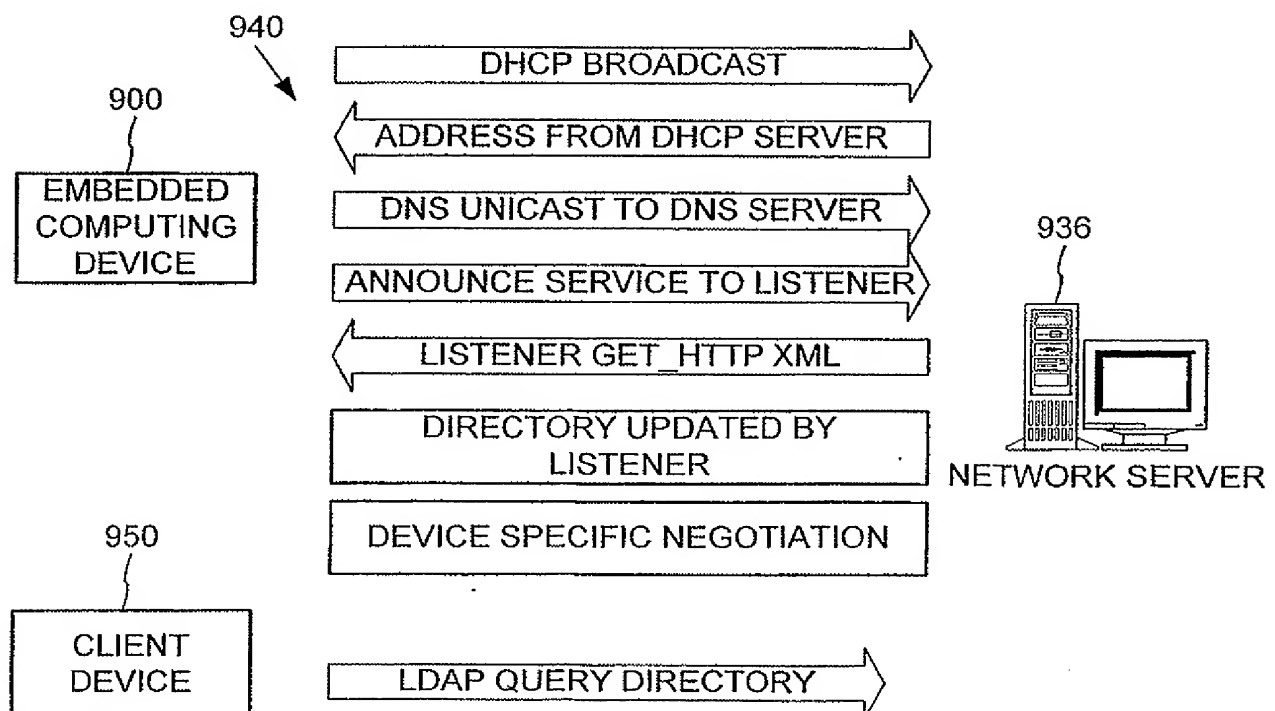 940
DHCP BROADCAST
900
ADDRESS FROM DHCP SERVER
EMBEDDED
COMPUTING
DEVICE
DNS UNICAST TO DNS SERVER
936
ANNOUNCE SERVICE TO LISTENER
LISTENER GET_HTTP XML
DIRECTORY UPDATED BY
LISTENER
NETWORK SERVER
DEVICE SPECIFIC NEGOTIATION
950
CLIENT
DEVICE
LDAP QUERY DIRECTORY